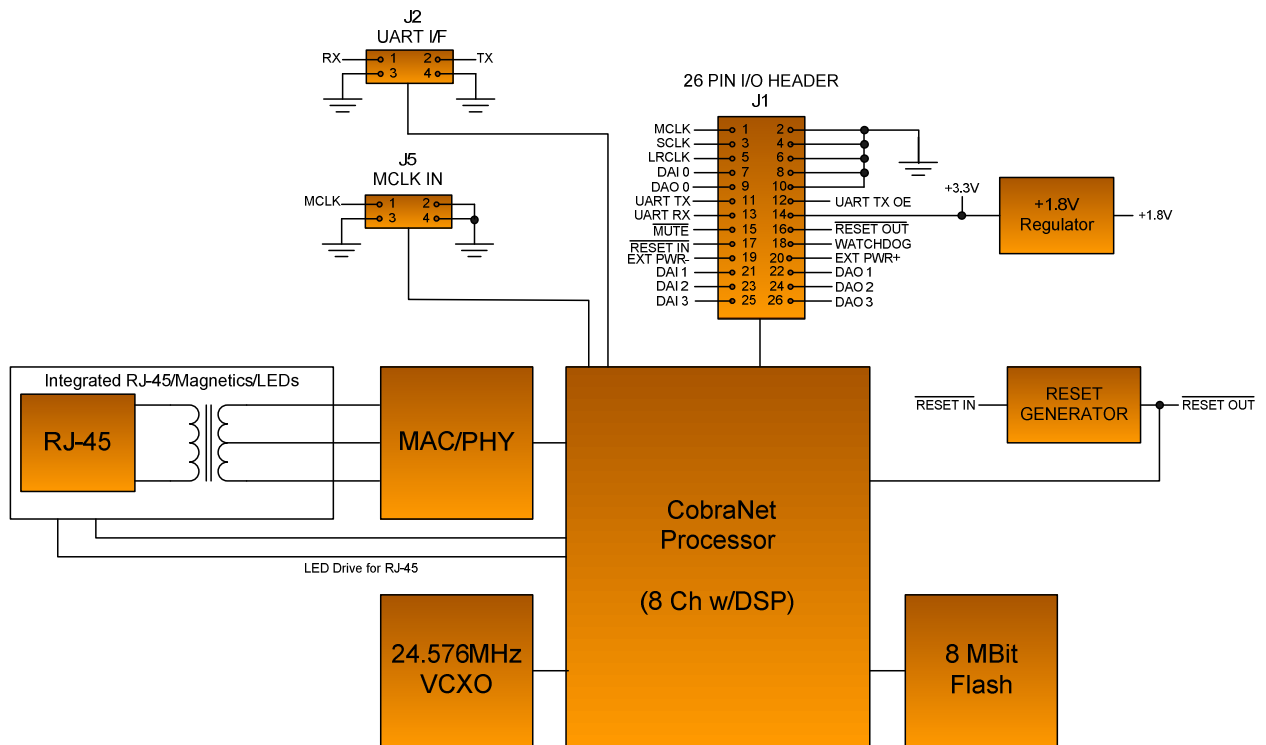 J2
UART I/F
RX 1 2 TX
3 4
J5
MCLK IN
MCLK 1 2
3 4
26 PIN I/O HEADER
J1
MCLK 1 2
SCLK 3 4
LRCLK 5 6
DAI 0 7 8
DAO 0 9 10
UART TX 11 12 UART TX OE
UART RX 13 14
MUTE 15 16 RESET OUT
RESET IN 17 18 WATCHDOG
EXT PWR- 19 20 EXT PWR+
DAI 1 21 22 DAO 1
DAI 2 23 24 DAO 2
DAI 3 25 26 DAO 3
+3.3V
+1.8V
Regulator
+1.8V
Integrated RJ-45/Magnetics/LEDs
RJ-45
MAC/PHY
LED Drive for RJ-45
CobraNet
Processor
(8 Ch w/DSP)
RESET IN
RESET
GENERATOR
RESET OUT
24.576MHz
VCXO
8 MBit
Flash